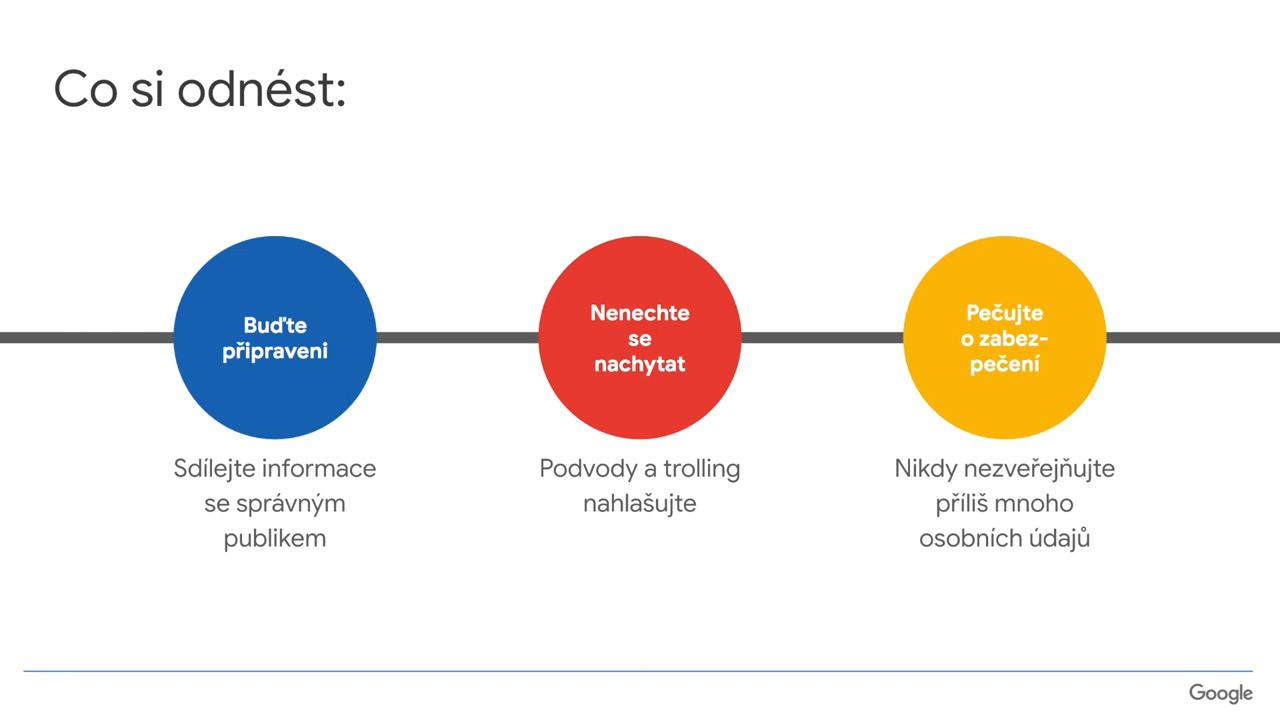 Co si odnést:
Buďte
připraveni
Sdílejte informace
se správným
publikem
Nenechte
se
nachytat
Podvody a trolling
nahlašujte
Pečujte
o zabez-
pečení
Nikdy nezveřejňujte
příliš mnoho
osobních údajů
Google